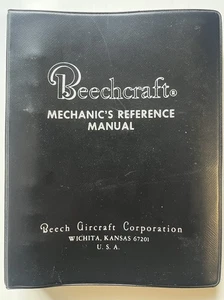 Beechcraft®
MECHANIC'S REFERENCE
MANUAL
Beech Aircraft Corporation
WICHITA, KANSAS 67201
U. S. A.